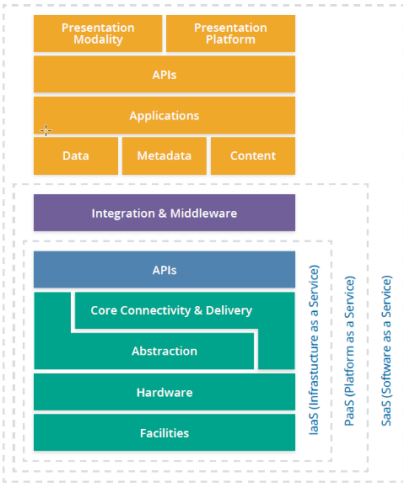 Presentation
Modality
Presentation
Platform
APIs
Applications
Data
Metadata
Content
Integration & Middleware
APIs
Core Connectivity & Delivery
Abstraction
Hardware
Facilities
IaaS (Infrastucture as a Service)
PaaS (Platform as a Service)
SaaS (Software as a Service)